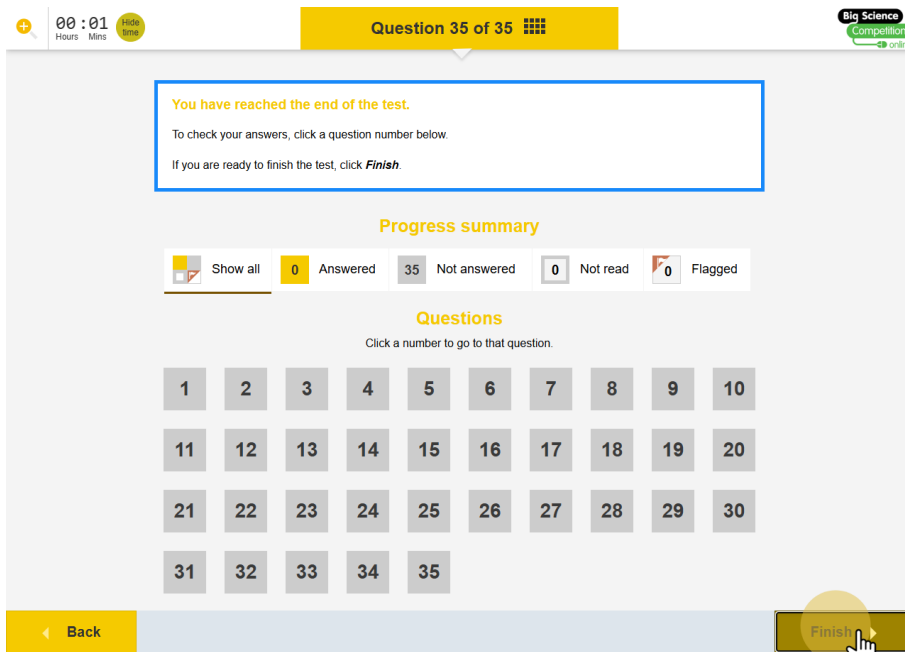 00:01
Hours Mins
Hide
time
Question 35 of 35
Big Science
Competition
You have reached the end of the test.
To check your answers, click a question number below.
If you are ready to finish the test, click Finish.
Progress summary
Show all
0 Answered
35 Not answered
0 Not read
0 Flagged
Questions
Click a number to go to that question.
1 2 3 4 5 6 7 8 9 10
11 12 13 14 15 16 17 18 19 20
21 22 23 24 25 26 27 28 29 30
31 32 33 34 35
Back
Finish